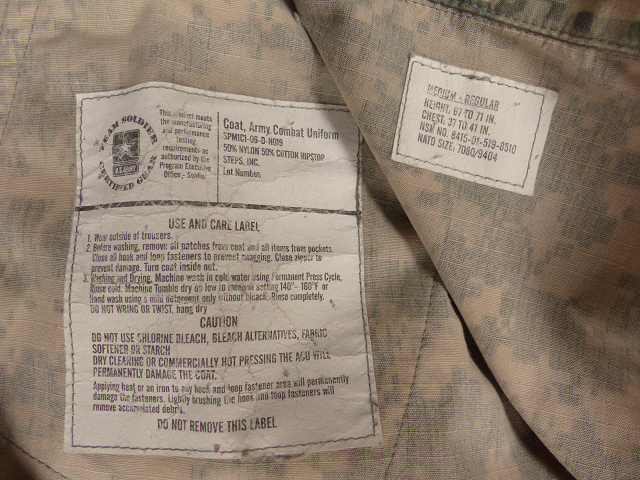 TEAM SOLDIER
CERTIFIED GEAR
U.S. ARMY
This product meets
the manufacturing
and performance
testing
requirements as
authorized by the
Program Executive
Office - Soldier
Coat, Army Combat Uniform
SPM1C1-05-D-N019
50% NYLON 50% COTTON RIPSTOP
STEPS, INC.
Lot Number:
USE AND CARE LABEL
1. Wear outside of trousers.
2. Before washing, remove all patches from coat and all items from pockets.
Close all hook and loop fasteners to prevent snagging. Close zipper to
prevent damage. Turn coat inside out.
3. Washing and Drying, Machine wash in cold water using Permanent Press Cycle,
Rinse cold. Machine Tumble dry on low to medium setting 140°- 160°F or
Hand wash using a mild detergent only without bleach. Rinse completely.
DO NOT WRING OR TWIST, hang dry
CAUTION
DO NOT USE CHLORINE BLEACH, BLEACH ALTERNATIVES, FABRIC
SOFTENER OR STARCH
DRY CLEANING OR COMMERCIALLY HOT PRESSING THE ACU WILL
PERMANENTLY DAMAGE THE COAT.
Applying heat or an iron to any hook and loop fastener area will permanently
damage the fasteners. Lightly brushing the hook and loop fasteners will
remove accumulated debris.
DO NOT REMOVE THIS LABEL
MEDIUM - REGULAR
HEIGHT: 67 TO 71 IN.
CHEST: 37 TO 41 IN.
NSN NO. 8415-01-519-8510
NATO SIZE: 7080/9404